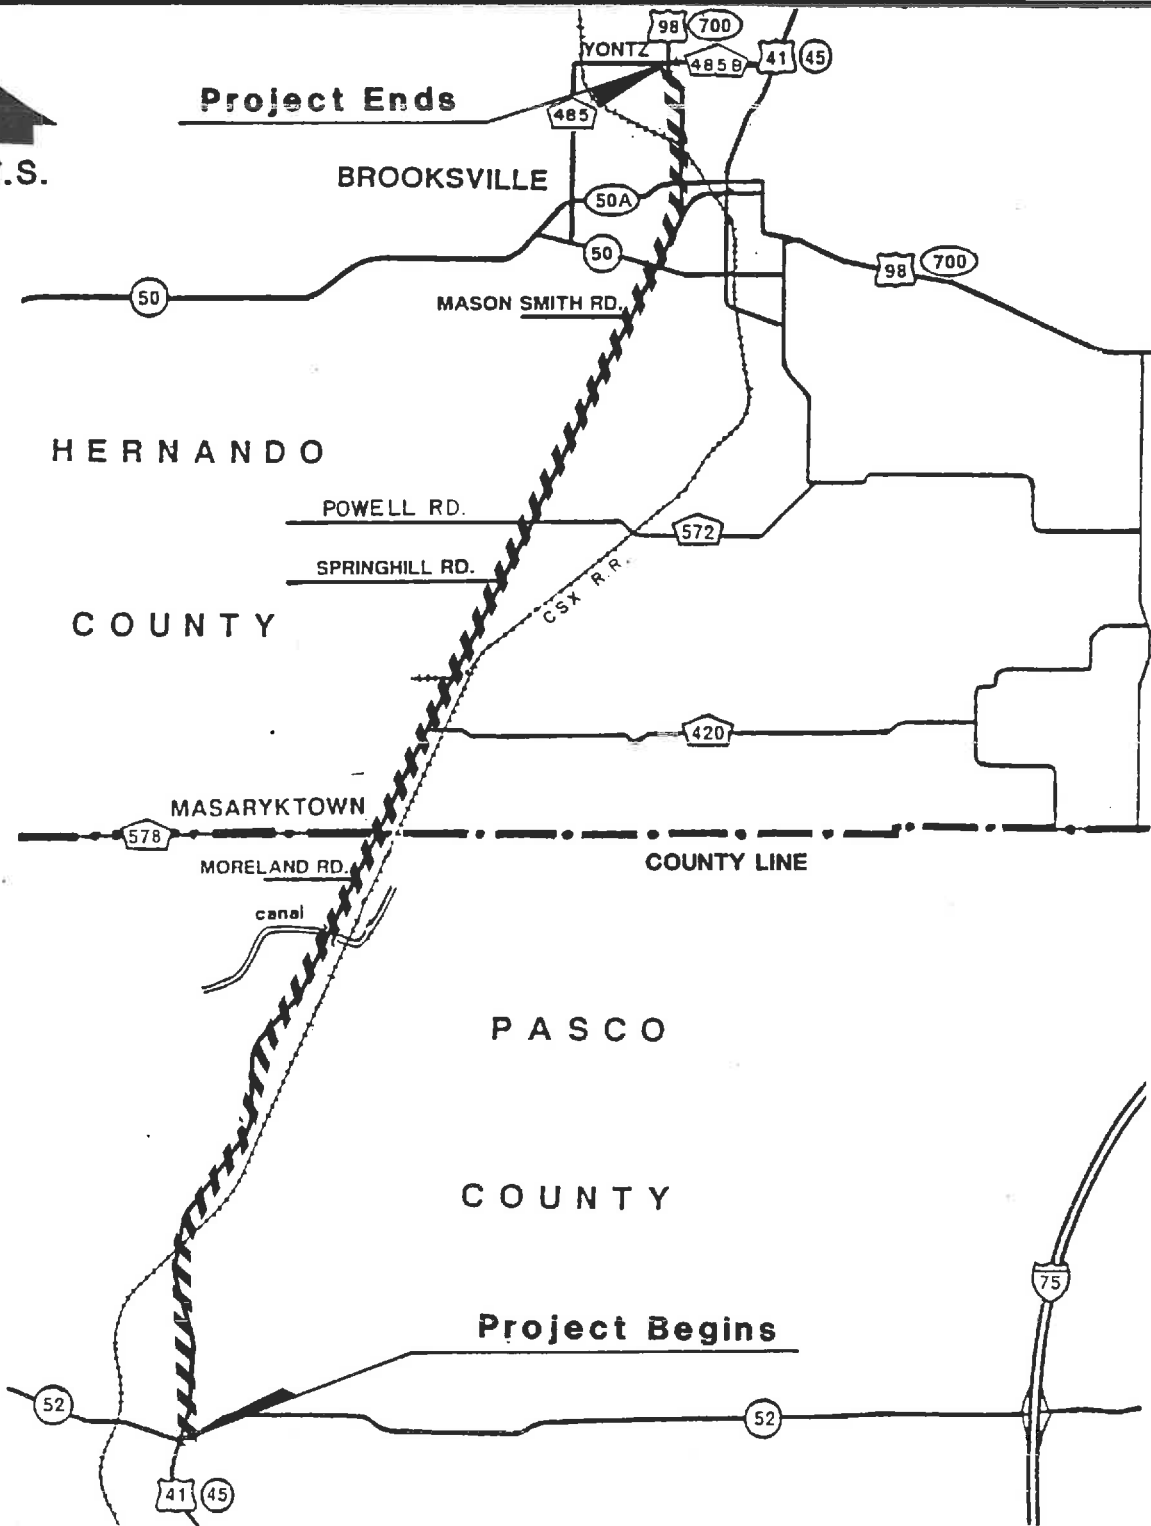 98 700
YONTZ
485B
41 45
Project Ends
485
.S.
BROOKSVILLE
50A
50
98 700
50
MASON SMITH RD.
HERNANDO
POWELL RD.
572
SPRINGHILL RD.
CSX R.R.
COUNTY
420
MASARYKTOWN
578
COUNTY LINE
MORELAND RD.
canal
PASCO
COUNTY
75
Project Begins
52
52
41 45